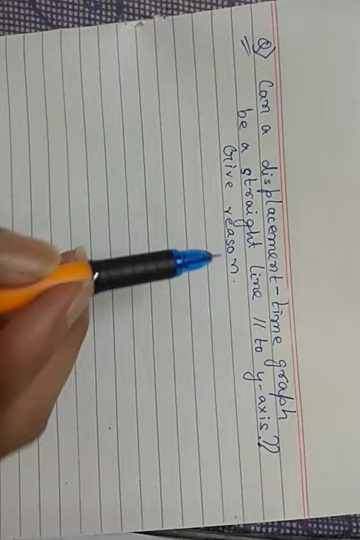 Q) Can a displacement-time graph
be a straight line || to y-axis??
Give reason.